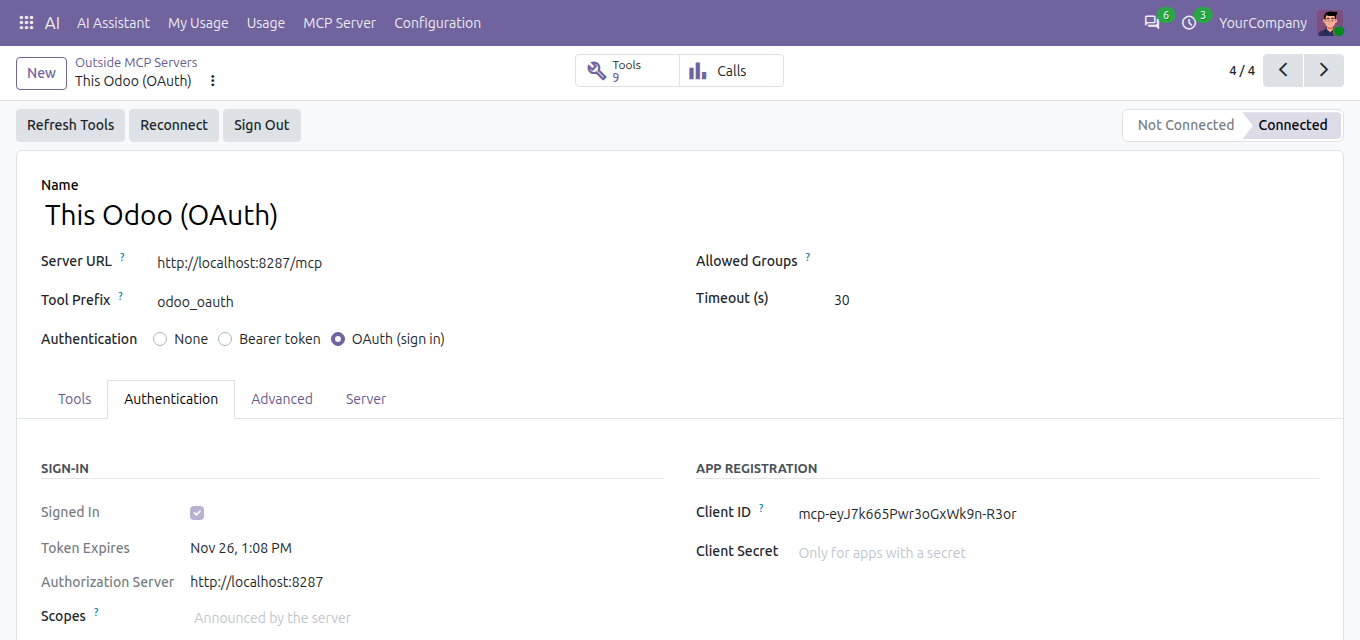 AI AI Assistant My Usage Usage MCP Server Configuration 6 3 YourCompany
New Outside MCP Servers
This Odoo (OAuth)
Tools
9
Calls
4 / 4
Refresh Tools Reconnect Sign Out Not Connected Connected
Name
This Odoo (OAuth)
Server URL ? http://localhost:8287/mcp
Allowed Groups ?
Tool Prefix ? odoo_oauth
Timeout (s) 30
Authentication None Bearer token OAuth (sign in)
Tools Authentication Advanced Server
SIGN-IN
Signed In
Token Expires Nov 26, 1:08 PM
Authorization Server http://localhost:8287
Scopes ? Announced by the server
APP REGISTRATION
Client ID ? mcp-eyJ7k665Pwr3oGxWk9n-R3or
Client Secret Only for apps with a secret